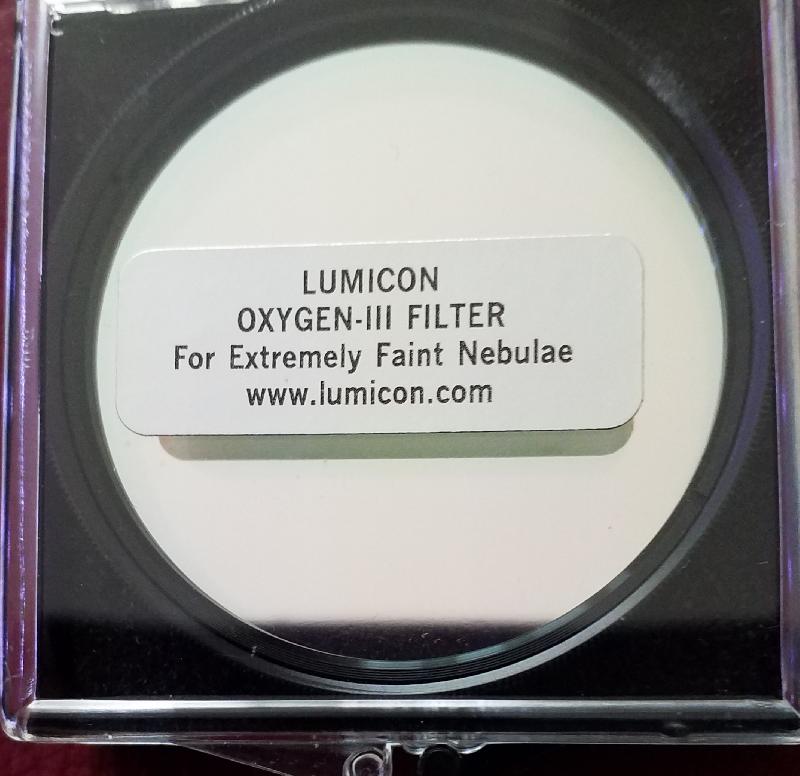 LUMICON
OXYGEN-III FILTER
For Extremely Faint Nebulae
www.lumicon.com